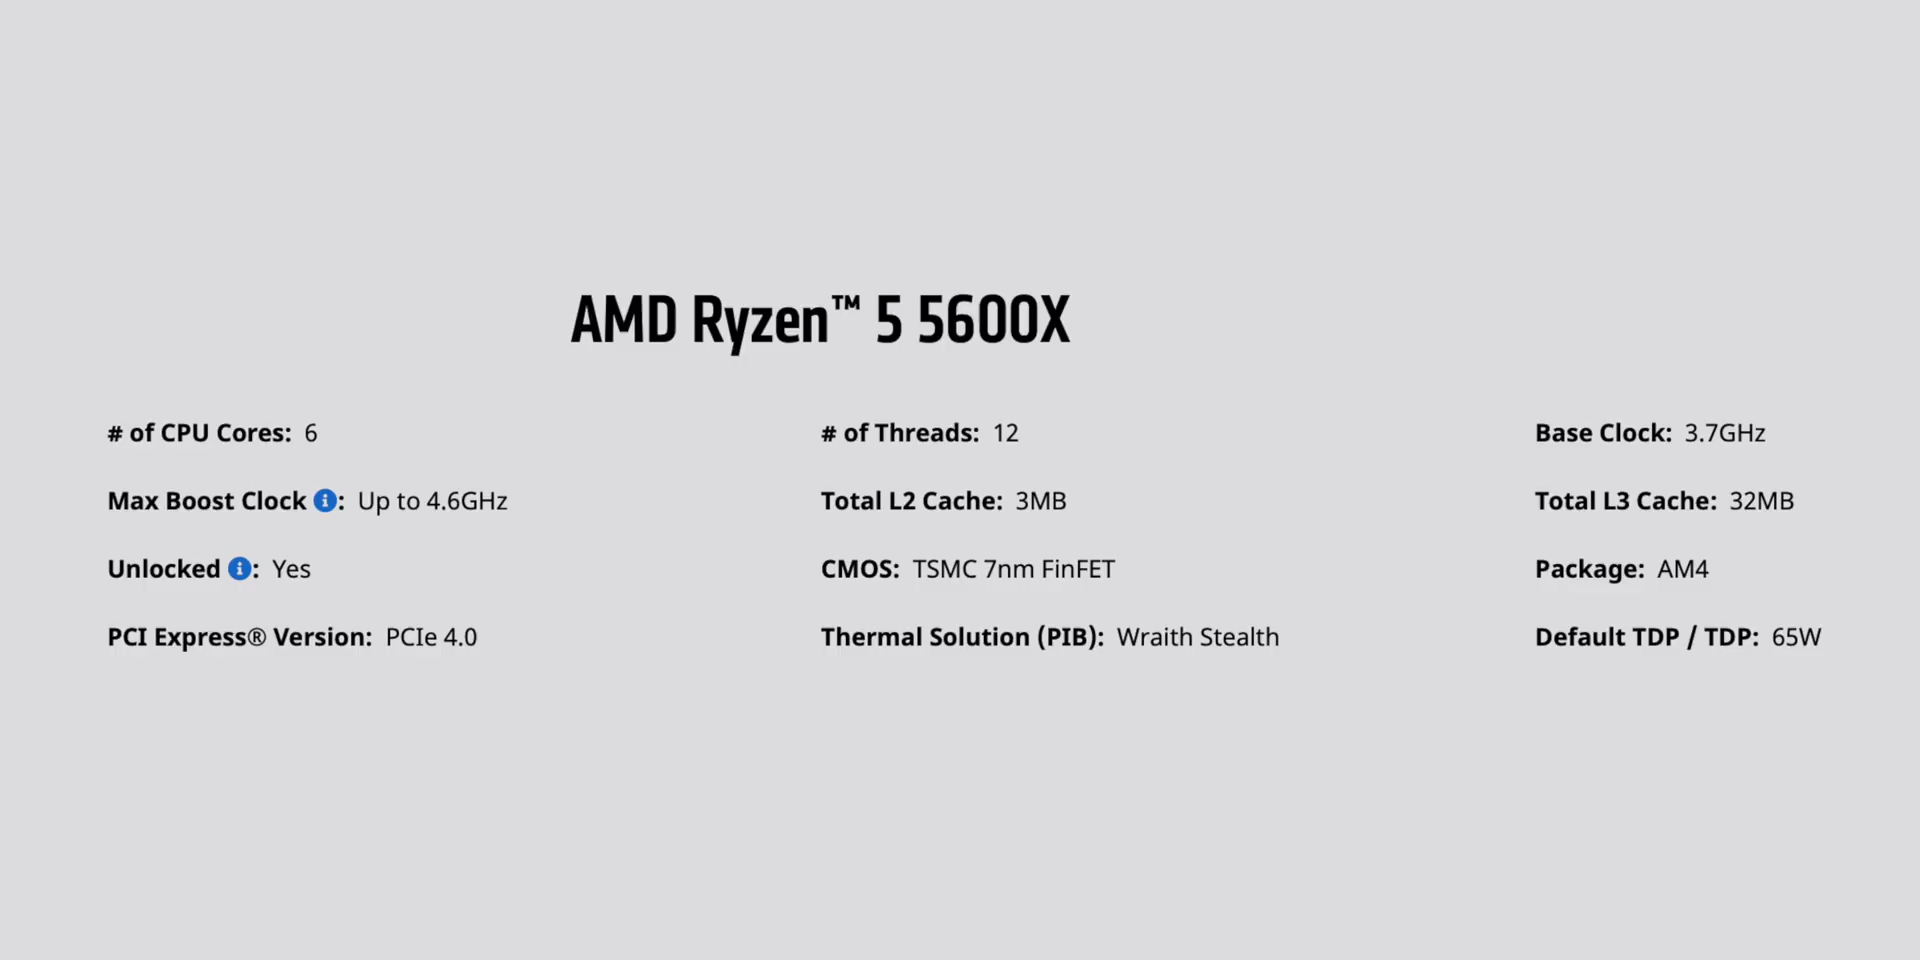 AMD Ryzen™ 5 5600X
# of CPU Cores: 6
# of Threads: 12
Base Clock: 3.7GHz
Max Boost Clock i: Up to 4.6GHz
Total L2 Cache: 3MB
Total L3 Cache: 32MB
Unlocked i: Yes
CMOS: TSMC 7nm FinFET
Package: AM4
PCI Express® Version: PCIe 4.0
Thermal Solution (PIB): Wraith Stealth
Default TDP / TDP: 65W